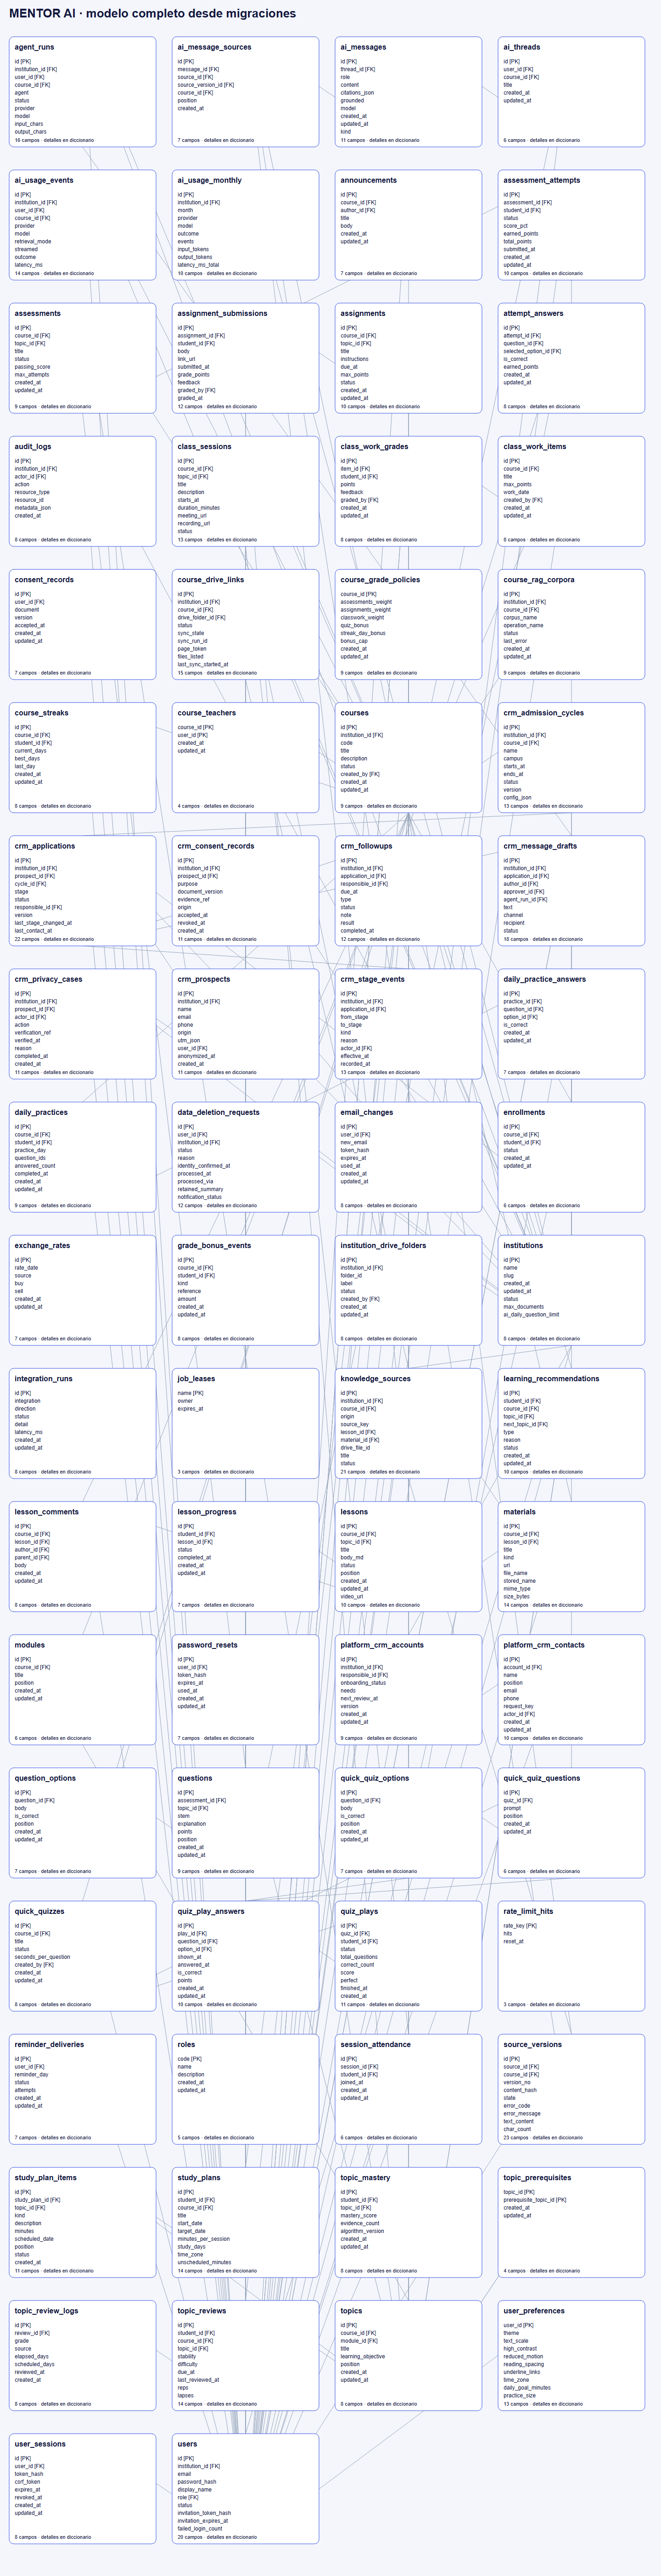 MENTOR AI · modelo completo desde migraciones
agent_runs
id [PK]
institution_id [FK]
user_id [FK]
course_id [FK]
agent
status
provider
model
input_chars
output_chars
16 campos · detalles en diccionario
ai_message_sources
id [PK]
message_id [FK]
source_id [FK]
source_version_id [FK]
course_id [FK]
position
created_at
7 campos · detalles en diccionario
ai_messages
id [PK]
thread_id [FK]
role
content
citations_json
grounded
model
created_at
updated_at
kind
11 campos · detalles en diccionario
ai_threads
id [PK]
user_id [FK]
course_id [FK]
title
created_at
updated_at
6 campos · detalles en diccionario
ai_usage_events
id [PK]
institution_id [FK]
user_id [FK]
course_id [FK]
provider
model
retrieval_mode
streamed
outcome
latency_ms
14 campos · detalles en diccionario
ai_usage_monthly
id [PK]
institution_id [FK]
month
provider
model
outcome
events
input_tokens
output_tokens
latency_ms_total
10 campos · detalles en diccionario
announcements
id [PK]
course_id [FK]
author_id [FK]
title
body
created_at
updated_at
7 campos · detalles en diccionario
assessment_attempts
id [PK]
assessment_id [FK]
student_id [FK]
status
score_pct
earned_points
total_points
submitted_at
created_at
updated_at
10 campos · detalles en diccionario
assessments
id [PK]
course_id [FK]
topic_id [FK]
title
status
passing_score
max_attempts
created_at
updated_at
9 campos · detalles en diccionario
assignment_submissions
id [PK]
assignment_id [FK]
student_id [FK]
body
link_url
submitted_at
grade_points
feedback
graded_by [FK]
graded_at
12 campos · detalles en diccionario
assignments
id [PK]
course_id [FK]
topic_id [FK]
title
instructions
due_at
max_points
status
created_at
updated_at
10 campos · detalles en diccionario
attempt_answers
id [PK]
attempt_id [FK]
question_id [FK]
selected_option_id [FK]
is_correct
earned_points
created_at
updated_at
8 campos · detalles en diccionario
audit_logs
id [PK]
institution_id [FK]
actor_id [FK]
action
resource_type
resource_id
metadata_json
created_at
8 campos · detalles en diccionario
class_sessions
id [PK]
course_id [FK]
topic_id [FK]
title
description
starts_at
duration_minutes
meeting_url
recording_url
status
13 campos · detalles en diccionario
class_work_grades
id [PK]
item_id [FK]
student_id [FK]
points
feedback
graded_by [FK]
created_at
updated_at
8 campos · detalles en diccionario
class_work_items
id [PK]
course_id [FK]
title
max_points
work_date
created_by [FK]
created_at
updated_at
8 campos · detalles en diccionario
consent_records
id [PK]
user_id [FK]
document
version
accepted_at
created_at
updated_at
7 campos · detalles en diccionario
course_drive_links
id [PK]
institution_id [FK]
course_id [FK]
drive_folder_id [FK]
status
sync_state
sync_run_id
page_token
files_listed
last_sync_started_at
15 campos · detalles en diccionario
course_grade_policies
course_id [PK]
assessments_weight
assignments_weight
classwork_weight
quiz_bonus
streak_day_bonus
bonus_cap
created_at
updated_at
9 campos · detalles en diccionario
course_rag_corpora
id [PK]
institution_id [FK]
course_id [FK]
corpus_name
operation_name
status
last_error
created_at
updated_at
9 campos · detalles en diccionario
course_streaks
id [PK]
course_id [FK]
student_id [FK]
current_days
best_days
last_day
created_at
updated_at
8 campos · detalles en diccionario
course_teachers
course_id [PK]
user_id [PK]
created_at
updated_at
4 campos · detalles en diccionario
courses
id [PK]
institution_id [FK]
code
title
description
status
created_by [FK]
created_at
updated_at
9 campos · detalles en diccionario
crm_admission_cycles
id [PK]
institution_id [FK]
course_id [FK]
name
campus
starts_at
ends_at
status
version
config_json
13 campos · detalles en diccionario
crm_applications
id [PK]
institution_id [FK]
prospect_id [FK]
cycle_id [FK]
stage
status
responsible_id [FK]
version
last_stage_changed_at
last_contact_at
22 campos · detalles en diccionario
crm_consent_records
id [PK]
institution_id [FK]
prospect_id [FK]
purpose
document_version
evidence_ref
origin
accepted_at
revoked_at
created_at
11 campos · detalles en diccionario
crm_followups
id [PK]
institution_id [FK]
application_id [FK]
responsible_id [FK]
due_at
type
status
note
result
completed_at
12 campos · detalles en diccionario
crm_message_drafts
id [PK]
institution_id [FK]
application_id [FK]
author_id [FK]
approver_id [FK]
agent_run_id [FK]
text
channel
recipient
status
18 campos · detalles en diccionario
crm_privacy_cases
id [PK]
institution_id [FK]
prospect_id [FK]
actor_id [FK]
action
verification_ref
verified_at
reason
completed_at
created_at
11 campos · detalles en diccionario
crm_prospects
id [PK]
institution_id [FK]
name
email
phone
origin
utm_json
user_id [FK]
anonymized_at
created_at
11 campos · detalles en diccionario
crm_stage_events
id [PK]
institution_id [FK]
application_id [FK]
from_stage
to_stage
kind
reason
actor_id [FK]
effective_at
recorded_at
13 campos · detalles en diccionario
daily_practice_answers
id [PK]
practice_id [FK]
question_id [FK]
option_id [FK]
is_correct
created_at
updated_at
7 campos · detalles en diccionario
daily_practices
id [PK]
course_id [FK]
student_id [FK]
practice_day
question_ids
answered_count
completed_at
created_at
updated_at
9 campos · detalles en diccionario
data_deletion_requests
id [PK]
user_id [FK]
institution_id [FK]
status
reason
identity_confirmed_at
processed_at
processed_via
retained_summary
notification_status
12 campos · detalles en diccionario
email_changes
id [PK]
user_id [FK]
new_email
token_hash
expires_at
used_at
created_at
updated_at
8 campos · detalles en diccionario
enrollments
id [PK]
course_id [FK]
student_id [FK]
status
created_at
updated_at
6 campos · detalles en diccionario
exchange_rates
id [PK]
rate_date
source
buy
sell
created_at
updated_at
7 campos · detalles en diccionario
grade_bonus_events
id [PK]
course_id [FK]
student_id [FK]
kind
reference
amount
created_at
updated_at
8 campos · detalles en diccionario
institution_drive_folders
id [PK]
institution_id [FK]
folder_id
label
status
created_by [FK]
created_at
updated_at
8 campos · detalles en diccionario
institutions
id [PK]
name
slug
created_at
updated_at
status
max_documents
ai_daily_question_limit
8 campos · detalles en diccionario
integration_runs
id [PK]
integration
direction
status
detail
latency_ms
created_at
updated_at
8 campos · detalles en diccionario
job_leases
name [PK]
owner
expires_at
3 campos · detalles en diccionario
knowledge_sources
id [PK]
institution_id [FK]
course_id [FK]
origin
source_key
lesson_id [FK]
material_id [FK]
drive_file_id
title
status
21 campos · detalles en diccionario
learning_recommendations
id [PK]
student_id [FK]
course_id [FK]
topic_id [FK]
next_topic_id [FK]
type
reason
status
created_at
updated_at
10 campos · detalles en diccionario
lesson_comments
id [PK]
course_id [FK]
lesson_id [FK]
author_id [FK]
parent_id [FK]
body
created_at
updated_at
8 campos · detalles en diccionario
lesson_progress
id [PK]
student_id [FK]
lesson_id [FK]
status
completed_at
created_at
updated_at
7 campos · detalles en diccionario
lessons
id [PK]
course_id [FK]
topic_id [FK]
title
body_md
status
position
created_at
updated_at
video_url
10 campos · detalles en diccionario
materials
id [PK]
course_id [FK]
lesson_id [FK]
title
kind
url
file_name
stored_name
mime_type
size_bytes
14 campos · detalles en diccionario
modules
id [PK]
course_id [FK]
title
position
created_at
updated_at
6 campos · detalles en diccionario
password_resets
id [PK]
user_id [FK]
token_hash
expires_at
used_at
created_at
updated_at
7 campos · detalles en diccionario
platform_crm_accounts
id [PK]
institution_id [FK]
responsible_id [FK]
onboarding_status
needs
next_review_at
version
created_at
updated_at
9 campos · detalles en diccionario
platform_crm_contacts
id [PK]
account_id [FK]
name
position
email
phone
request_key
actor_id [FK]
created_at
updated_at
10 campos · detalles en diccionario
question_options
id [PK]
question_id [FK]
body
is_correct
position
created_at
updated_at
7 campos · detalles en diccionario
questions
id [PK]
assessment_id [FK]
topic_id [FK]
stem
explanation
points
position
created_at
updated_at
9 campos · detalles en diccionario
quick_quiz_options
id [PK]
question_id [FK]
body
is_correct
position
created_at
updated_at
7 campos · detalles en diccionario
quick_quiz_questions
id [PK]
quiz_id [FK]
prompt
position
created_at
updated_at
6 campos · detalles en diccionario
quick_quizzes
id [PK]
course_id [FK]
title
status
seconds_per_question
created_by [FK]
created_at
updated_at
8 campos · detalles en diccionario
quiz_play_answers
id [PK]
play_id [FK]
question_id [FK]
option_id [FK]
shown_at
answered_at
is_correct
points
created_at
updated_at
10 campos · detalles en diccionario
quiz_plays
id [PK]
quiz_id [FK]
student_id [FK]
status
total_questions
correct_count
score
perfect
finished_at
created_at
11 campos · detalles en diccionario
rate_limit_hits
rate_key [PK]
hits
reset_at
3 campos · detalles en diccionario
reminder_deliveries
id [PK]
user_id [FK]
reminder_day
status
attempts
created_at
updated_at
7 campos · detalles en diccionario
roles
code [PK]
name
description
created_at
updated_at
5 campos · detalles en diccionario
session_attendance
id [PK]
session_id [FK]
student_id [FK]
joined_at
created_at
updated_at
6 campos · detalles en diccionario
source_versions
id [PK]
source_id [FK]
course_id [FK]
version_no
content_hash
state
error_code
error_message
text_content
char_count
23 campos · detalles en diccionario
study_plan_items
id [PK]
study_plan_id [FK]
topic_id [FK]
kind
description
minutes
scheduled_date
position
status
created_at
11 campos · detalles en diccionario
study_plans
id [PK]
student_id [FK]
course_id [FK]
title
start_date
target_date
minutes_per_session
study_days
time_zone
unscheduled_minutes
14 campos · detalles en diccionario
topic_mastery
id [PK]
student_id [FK]
topic_id [FK]
mastery_score
evidence_count
algorithm_version
created_at
updated_at
8 campos · detalles en diccionario
topic_prerequisites
topic_id [PK]
prerequisite_topic_id [PK]
created_at
updated_at
4 campos · detalles en diccionario
topic_review_logs
id [PK]
review_id [FK]
grade
source
elapsed_days
scheduled_days
reviewed_at
created_at
8 campos · detalles en diccionario
topic_reviews
id [PK]
student_id [FK]
course_id [FK]
topic_id [FK]
stability
difficulty
due_at
last_reviewed_at
reps
lapses
14 campos · detalles en diccionario
topics
id [PK]
course_id [FK]
module_id [FK]
title
learning_objective
position
created_at
updated_at
8 campos · detalles en diccionario
user_preferences
user_id [PK]
theme
text_scale
high_contrast
reduced_motion
reading_spacing
underline_links
time_zone
daily_goal_minutes
practice_size
13 campos · detalles en diccionario
user_sessions
id [PK]
user_id [FK]
token_hash
csrf_token
expires_at
revoked_at
created_at
updated_at
8 campos · detalles en diccionario
users
id [PK]
institution_id [FK]
email
password_hash
display_name
role [FK]
status
invitation_token_hash
invitation_expires_at
failed_login_count
20 campos · detalles en diccionario